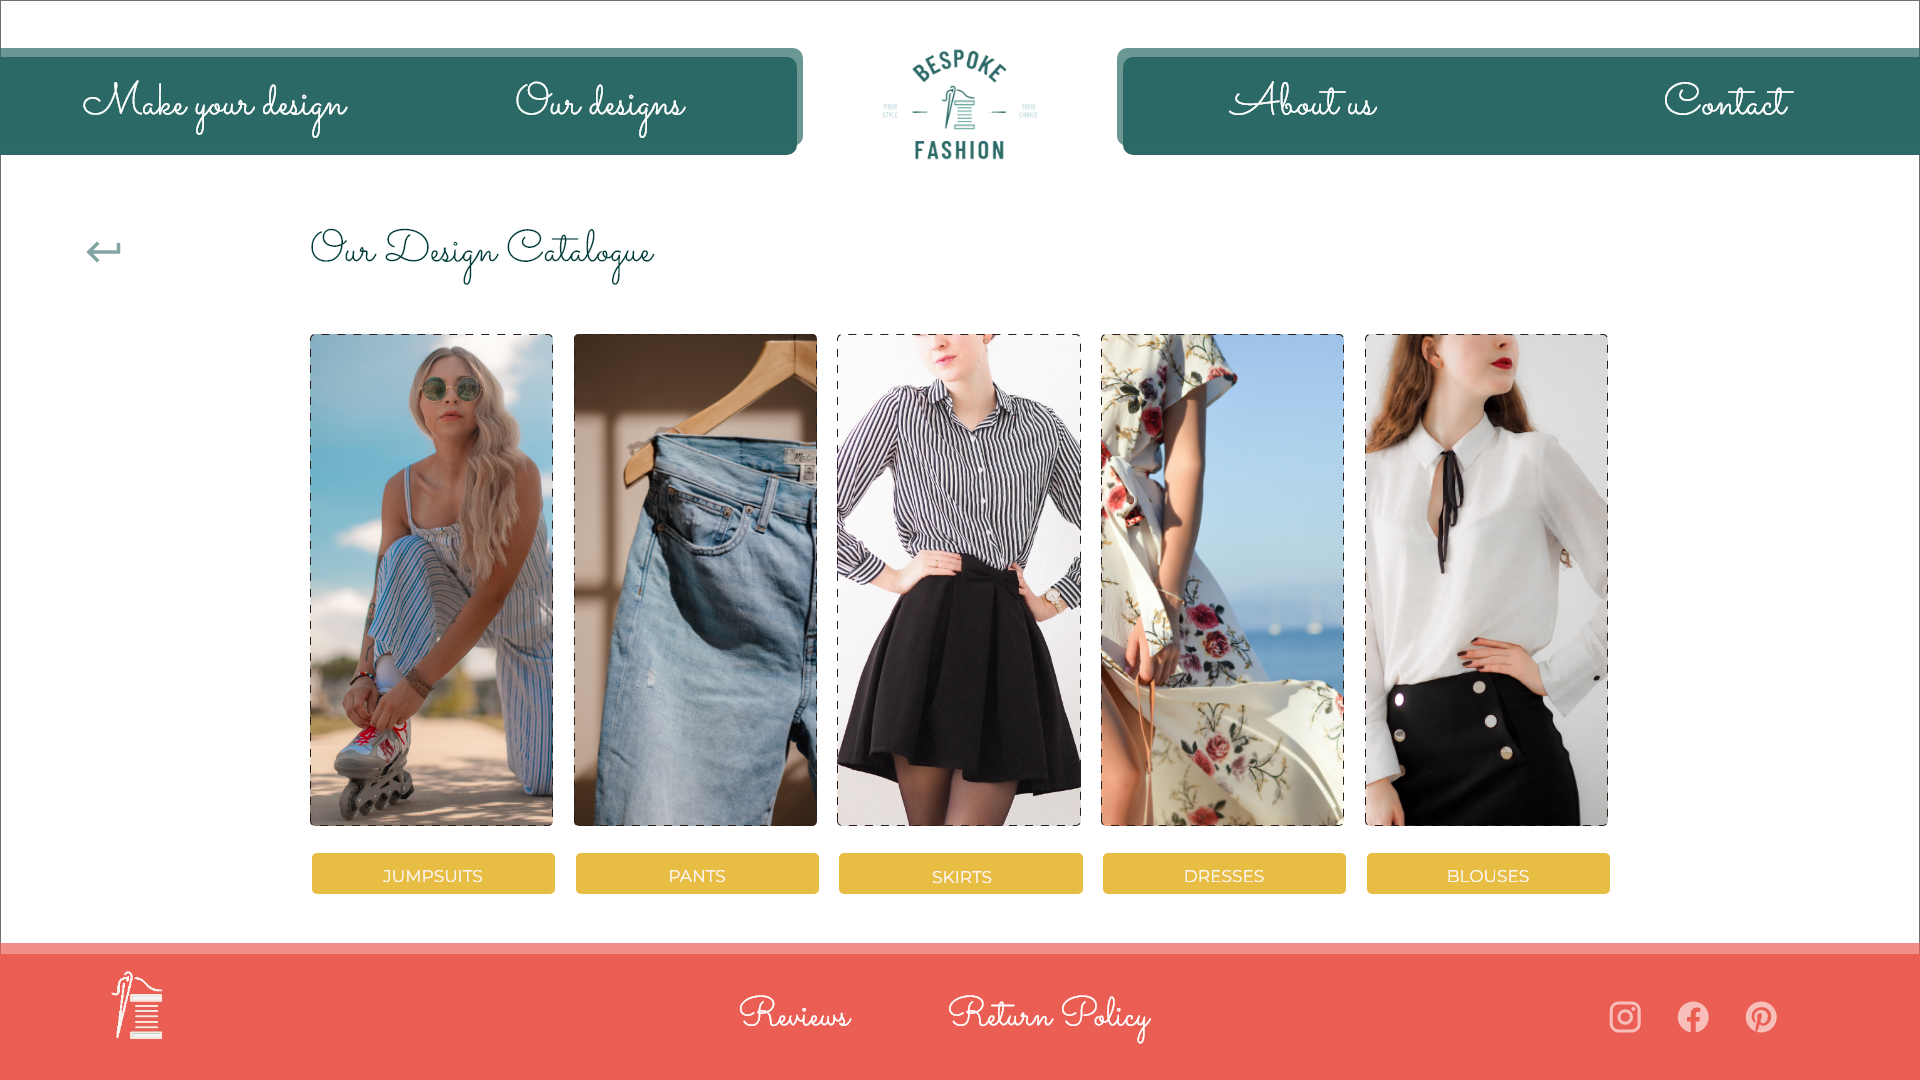 Make your design
Our designs
BESPOKE
YOUR STYLE
YOUR CHOICE
FASHION
About us
Contact
Our Design Catalogue
JUMPSUITS
PANTS
SKIRTS
DRESSES
BLOUSES
Reviews
Return Policy